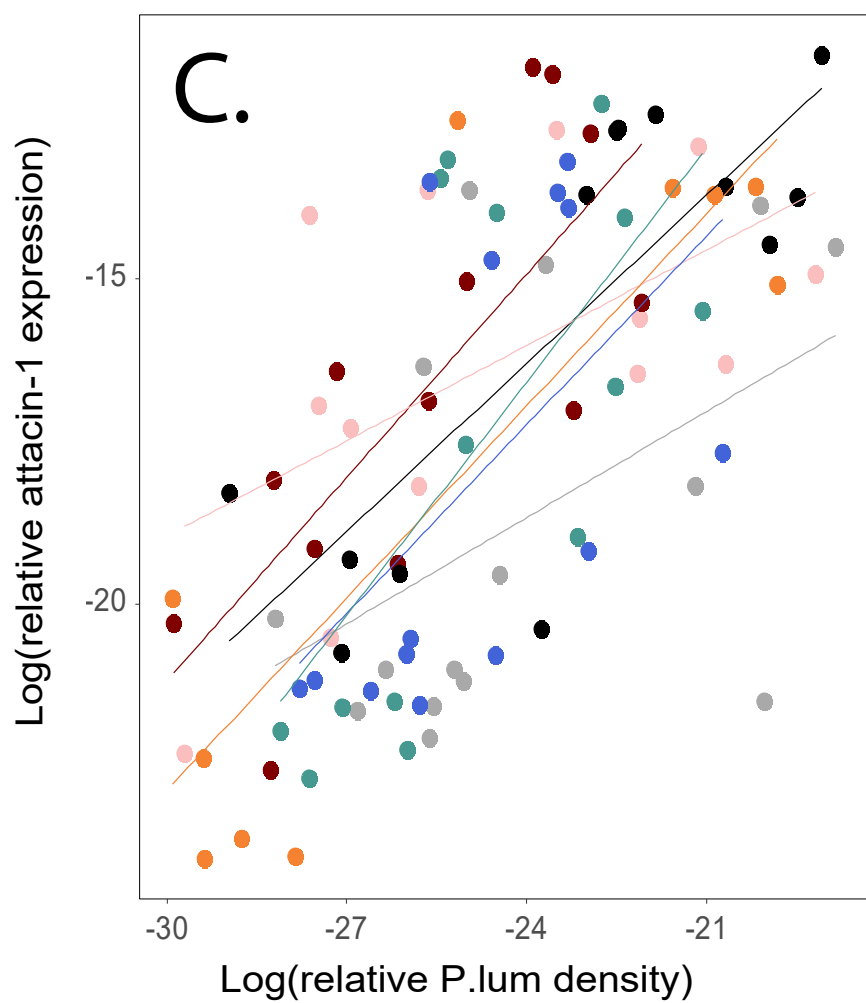 C.
Log(relative attacin-1 expression)
-15
-20
-30 -27 -24 -21
Log(relative P.lum density)